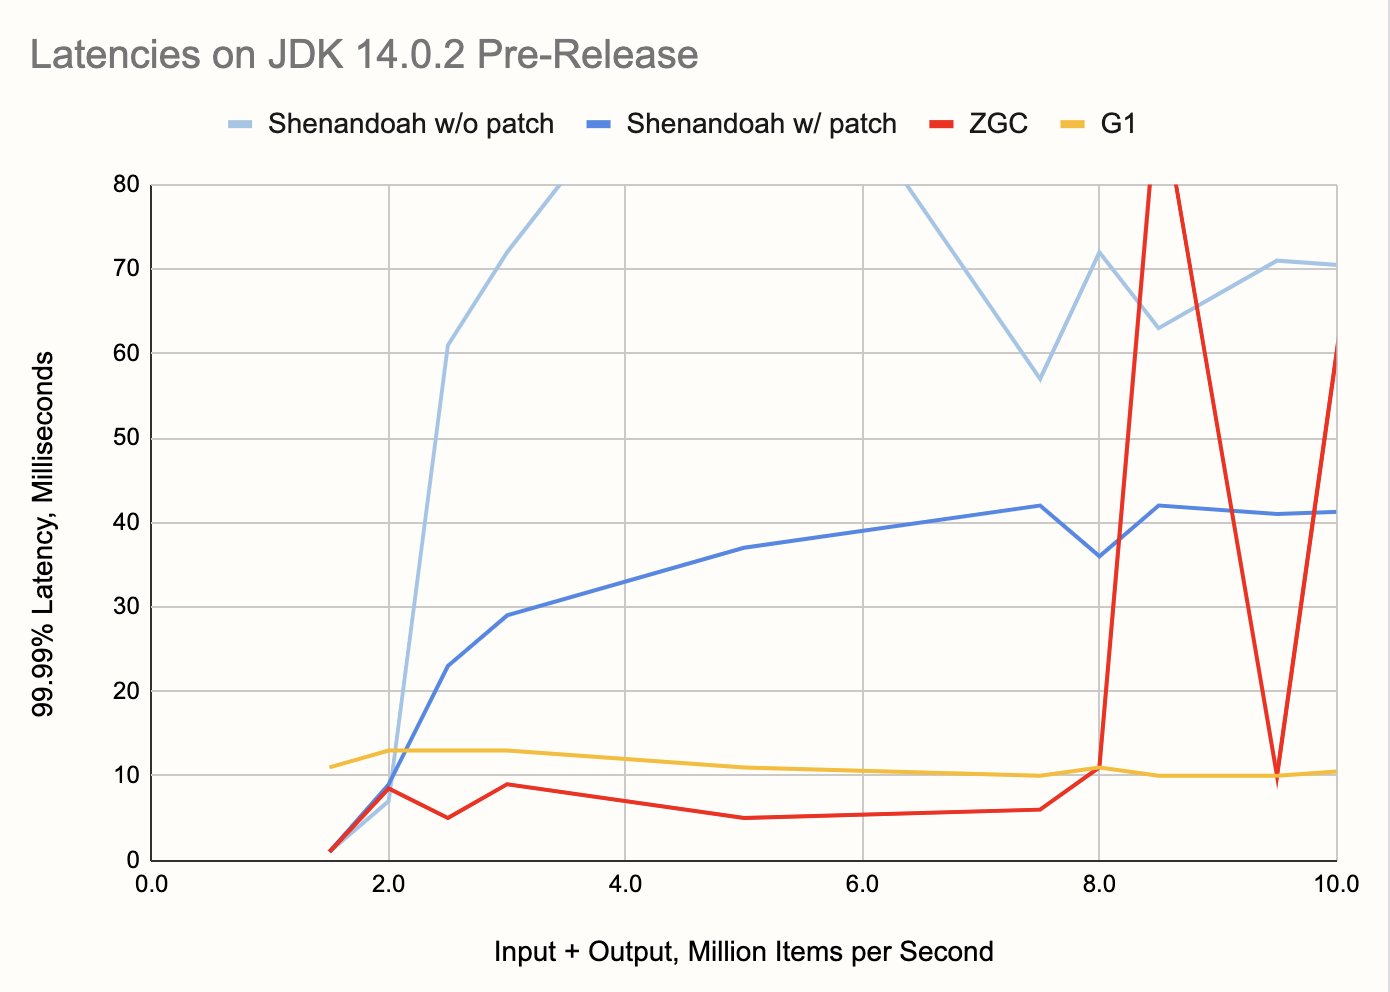 Latencies on JDK 14.0.2 Pre-Release
Shenandoah w/o patch
Shenandoah w/ patch
ZGC
G1
99.99% Latency, Milliseconds
80
70
60
50
40
30
20
10
0
0.0
2.0
4.0
6.0
8.0
10.0
Input + Output, Million Items per Second